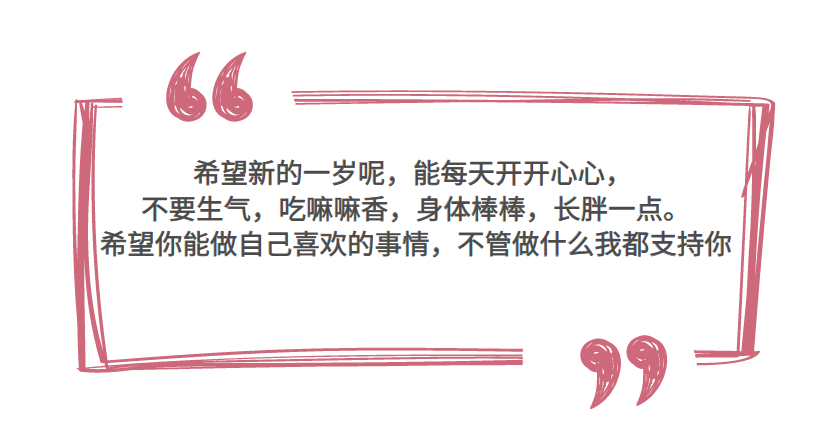 希望新的一岁呢，能每天开开心心，
不要生气，吃嘛嘛香，身体棒棒，长胖一点。
希望你能做自己喜欢的事情，不管做什么我都支持你